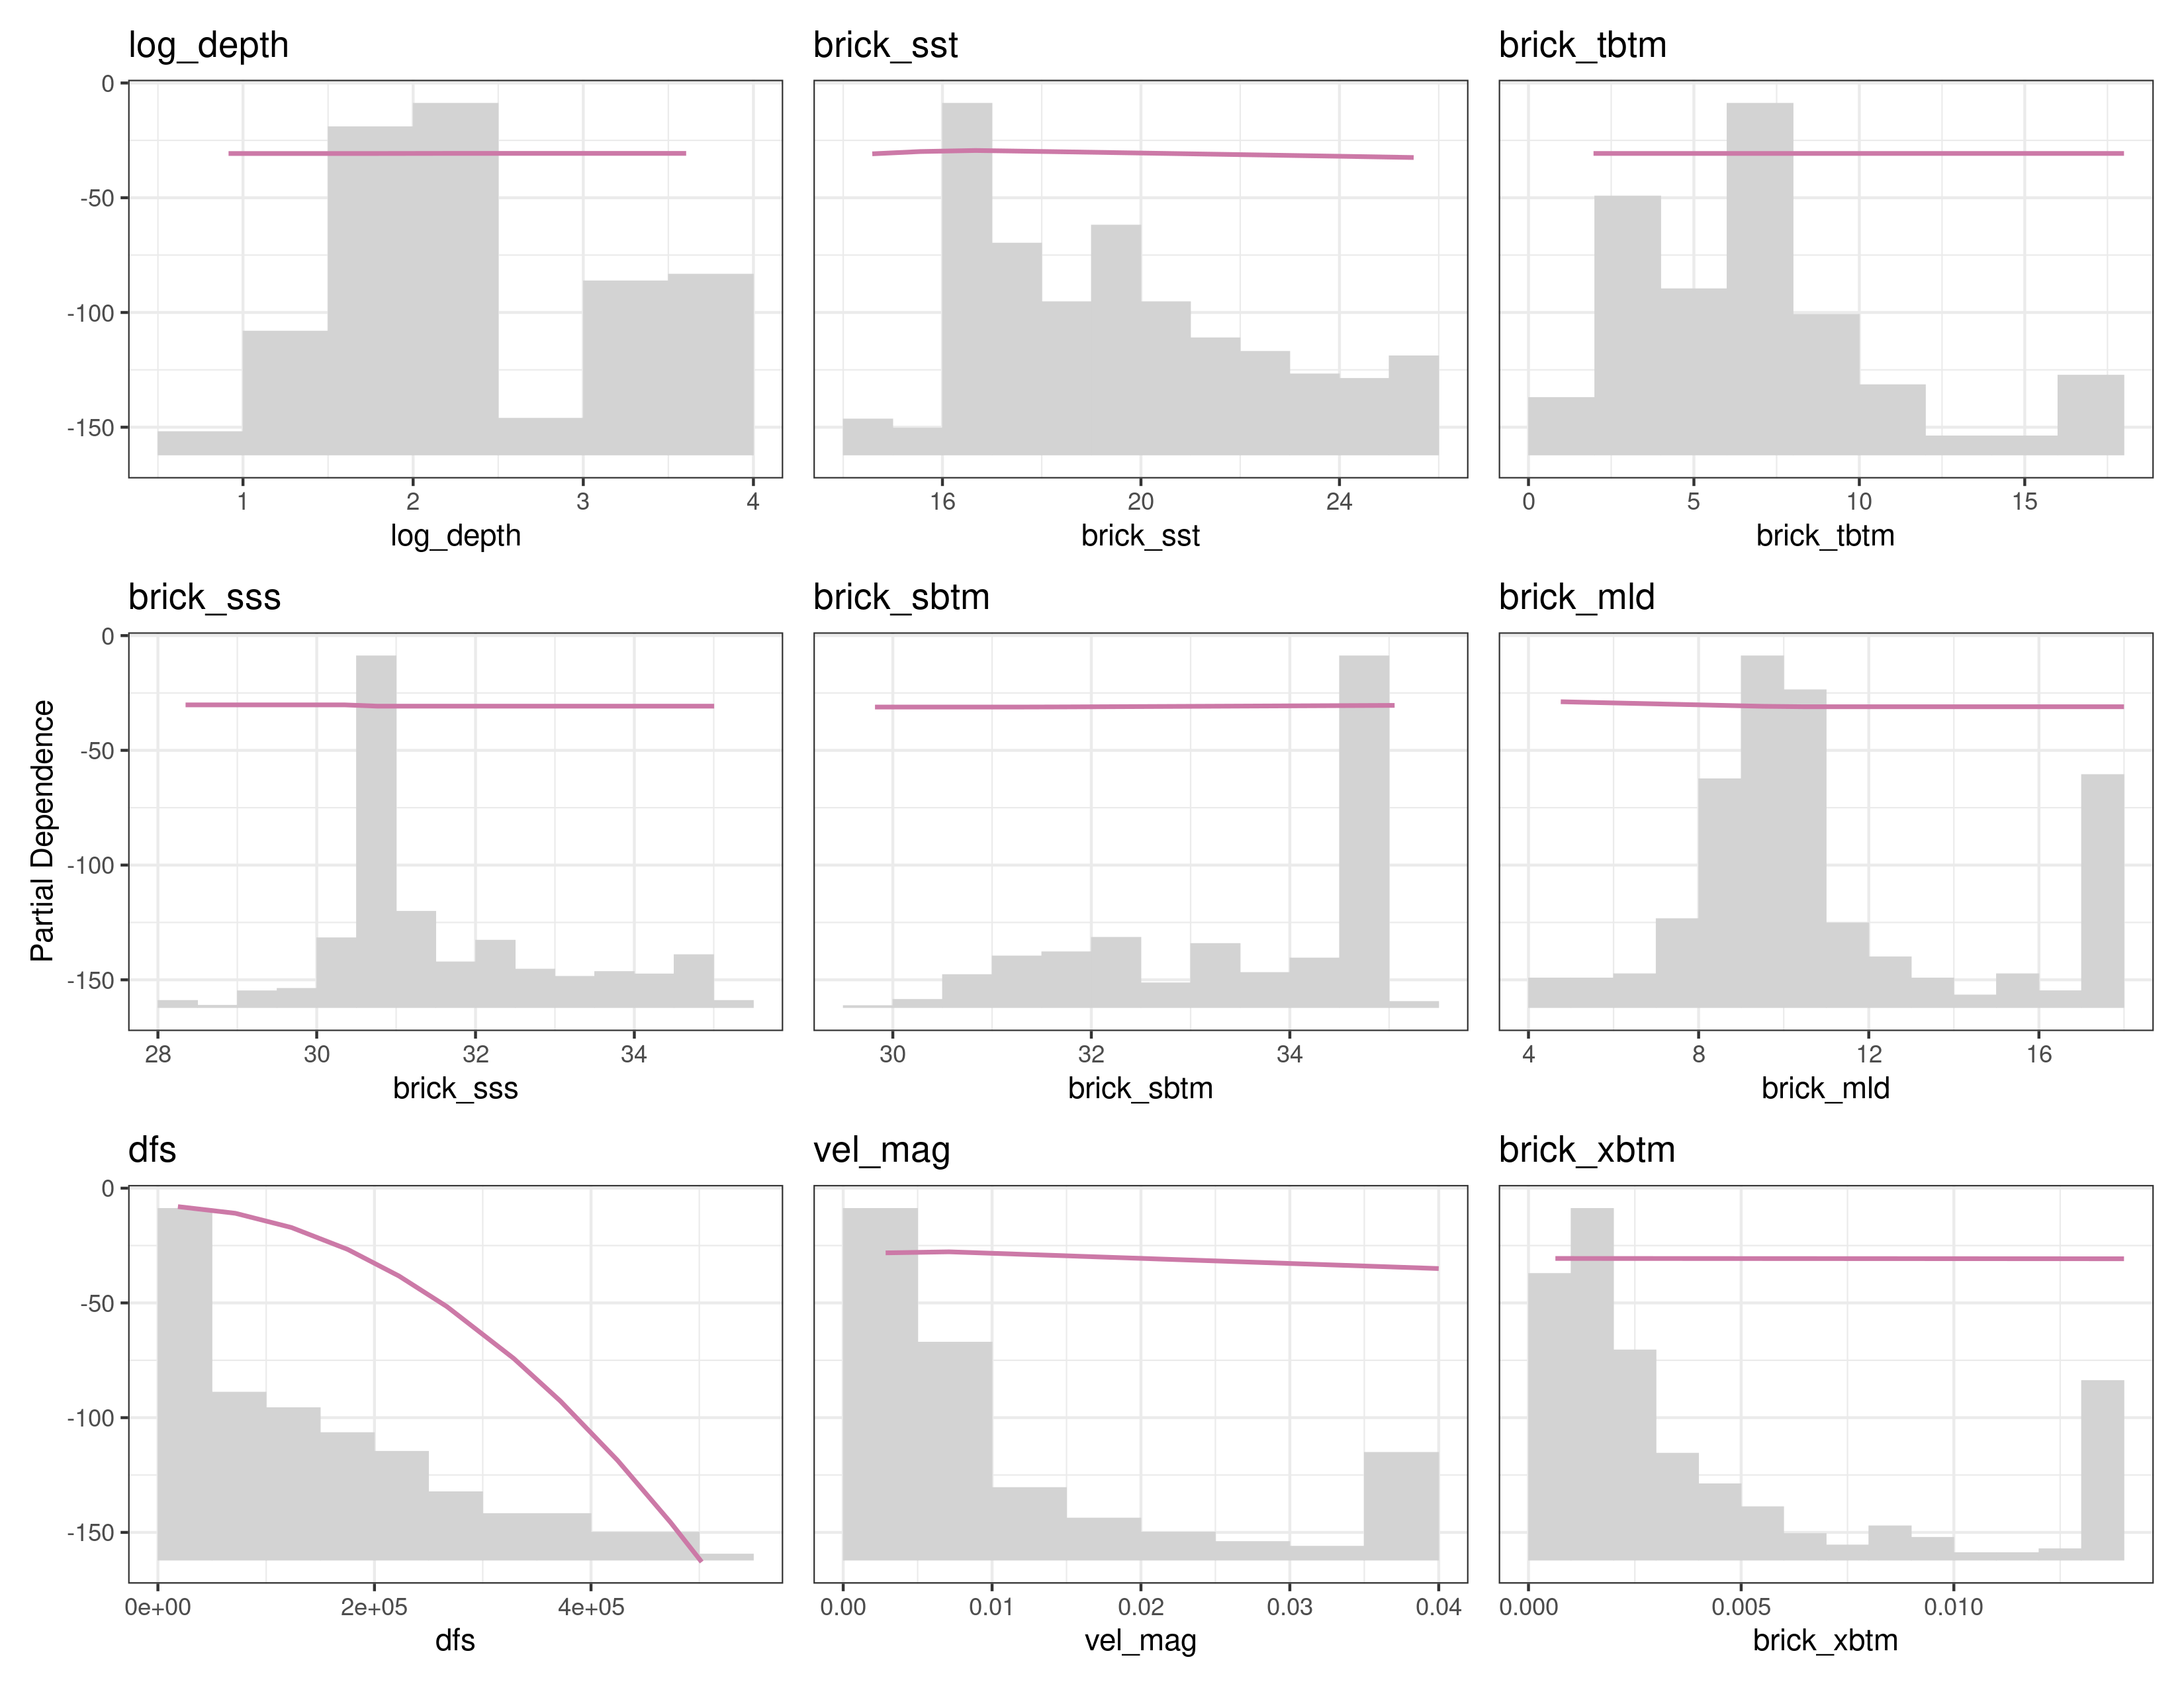 log_depth
brick_sst
brick_tbtm
0
-50
-100
-150
1 2 3 4
16 20 24
0 5 10 15
log_depth
brick_sst
brick_tbtm
brick_sss
brick_sbtm
brick_mld
Partial Dependence
0
-50
-100
-150
28 30 32 34
30 32 34
4 8 12 16
brick_sss
brick_sbtm
brick_mld
dfs
vel_mag
brick_xbtm
0
-50
-100
-150
0e+00 2e+05 4e+05
0.00 0.01 0.02 0.03 0.04
0.000 0.005 0.010
dfs
vel_mag
brick_xbtm